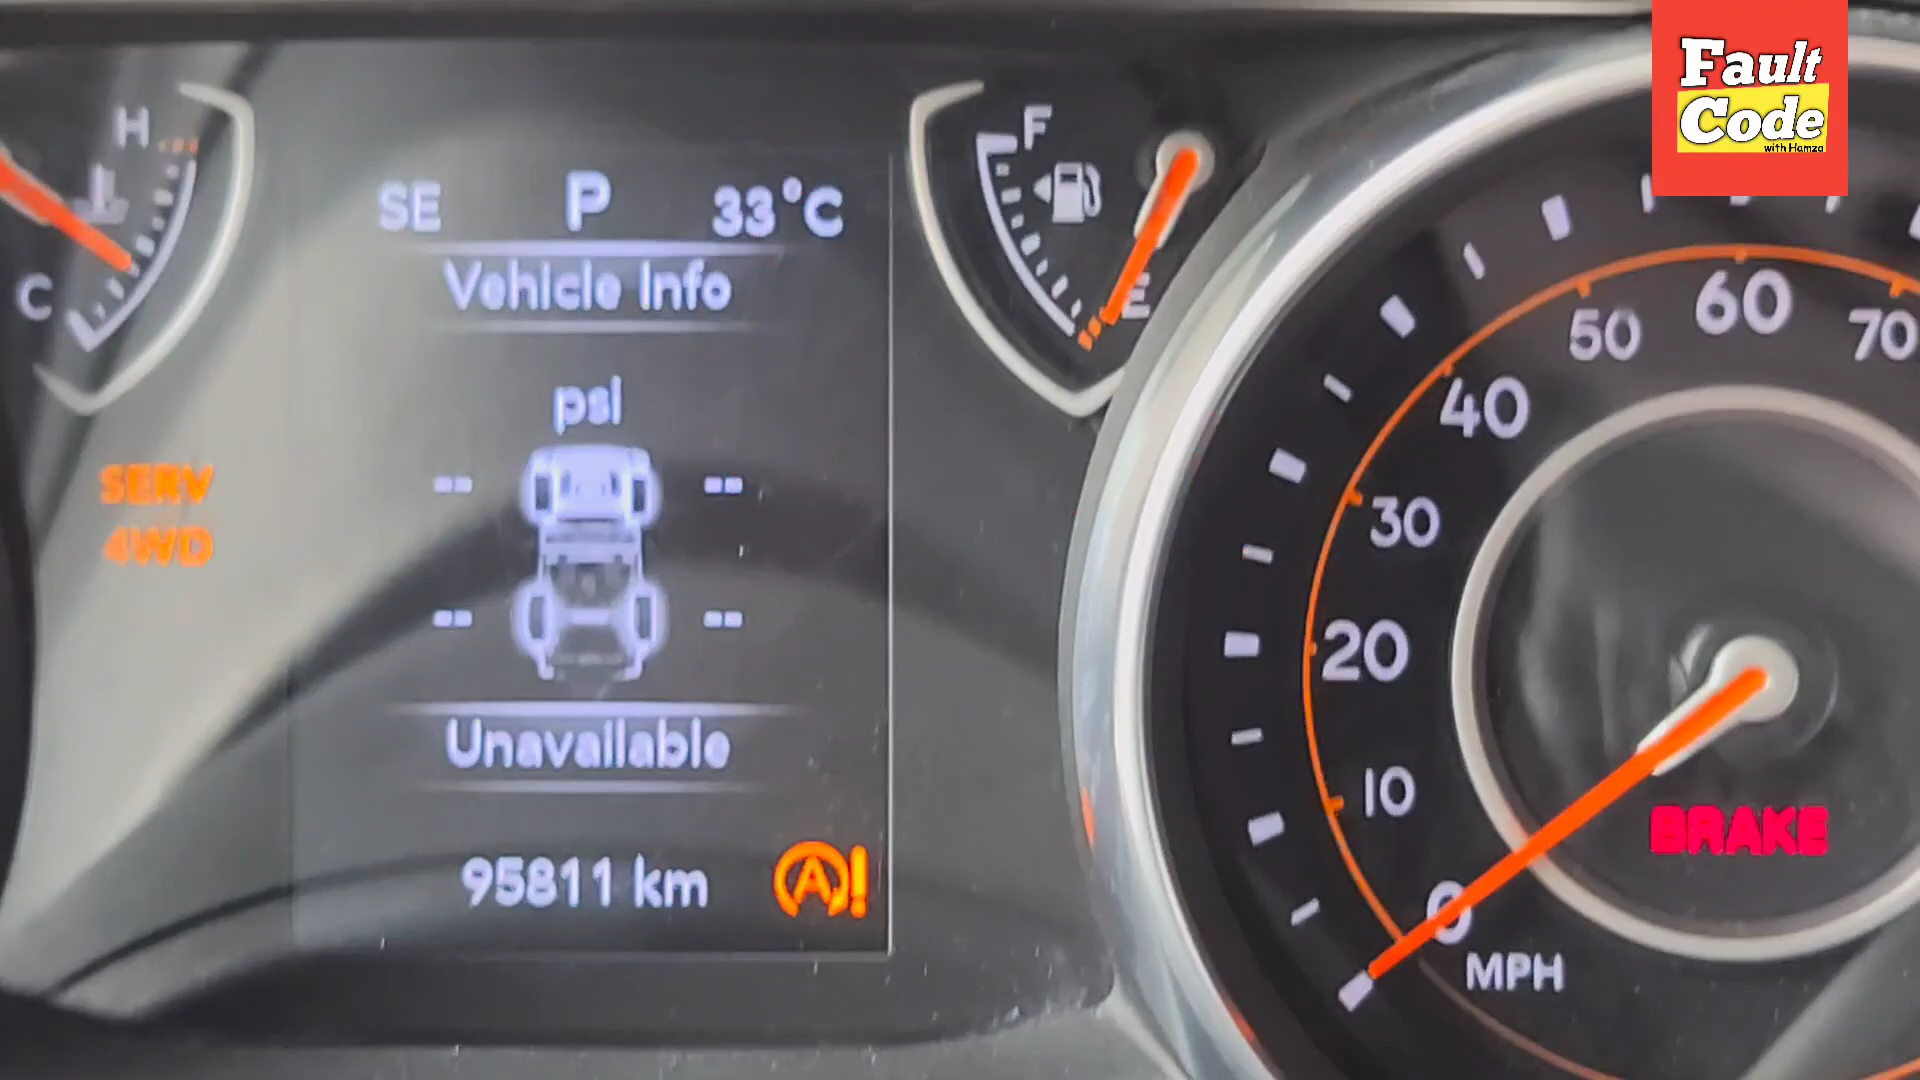 Fault
Code
with Hamza
H
C
SE P 33°C
Vehicle Info
psi
-- --
-- --
Unavailable
95811 km
A!
SERV
4WD
F
E
0
10
20
30
40
50
60
70
MPH
BRAKE